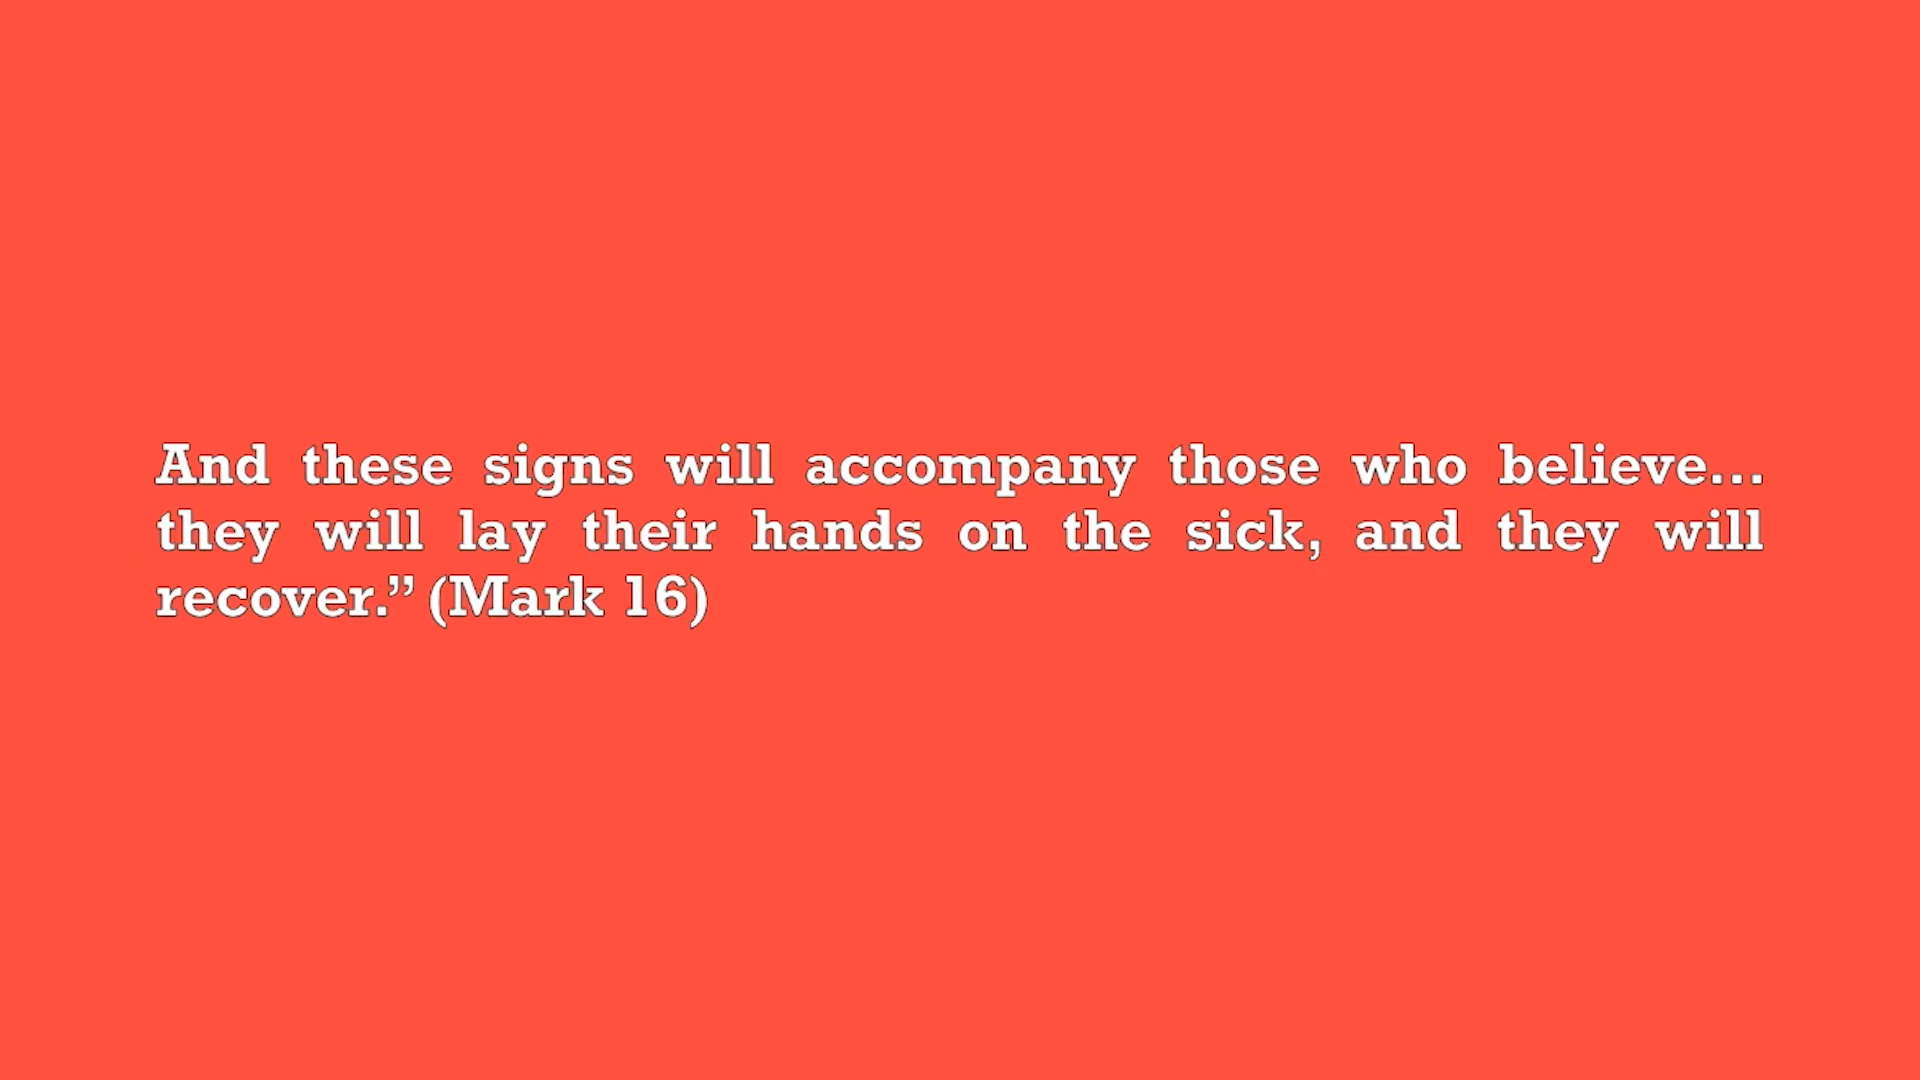 And these signs will accompany those who believe…
they will lay their hands on the sick, and they will
recover.” (Mark 16)